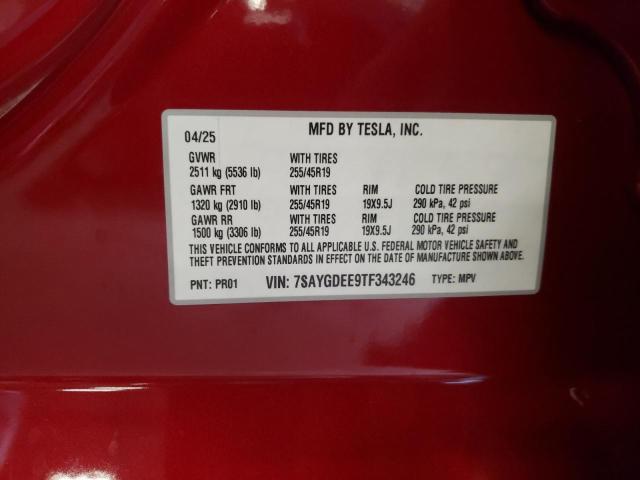 04/25 MFD BY TESLA, INC.
GVWR WITH TIRES
2511 kg (5536 lb) 255/45R19
GAWR FRT WITH TIRES RIM COLD TIRE PRESSURE
1320 kg (2910 lb) 255/45R19 19X9.5J 290 kPa, 42 psi
GAWR RR WITH TIRES RIM COLD TIRE PRESSURE
1500 kg (3306 lb) 255/45R19 19X9.5J 290 kPa, 42 psi
THIS VEHICLE CONFORMS TO ALL APPLICABLE U.S. FEDERAL MOTOR VEHICLE SAFETY AND
THEFT PREVENTION STANDARDS IN EFFECT ON THE DATE OF MANUFACTURE SHOWN ABOVE.
PNT: PR01 VIN: 7SAYGDEE9TF343246 TYPE: MPV